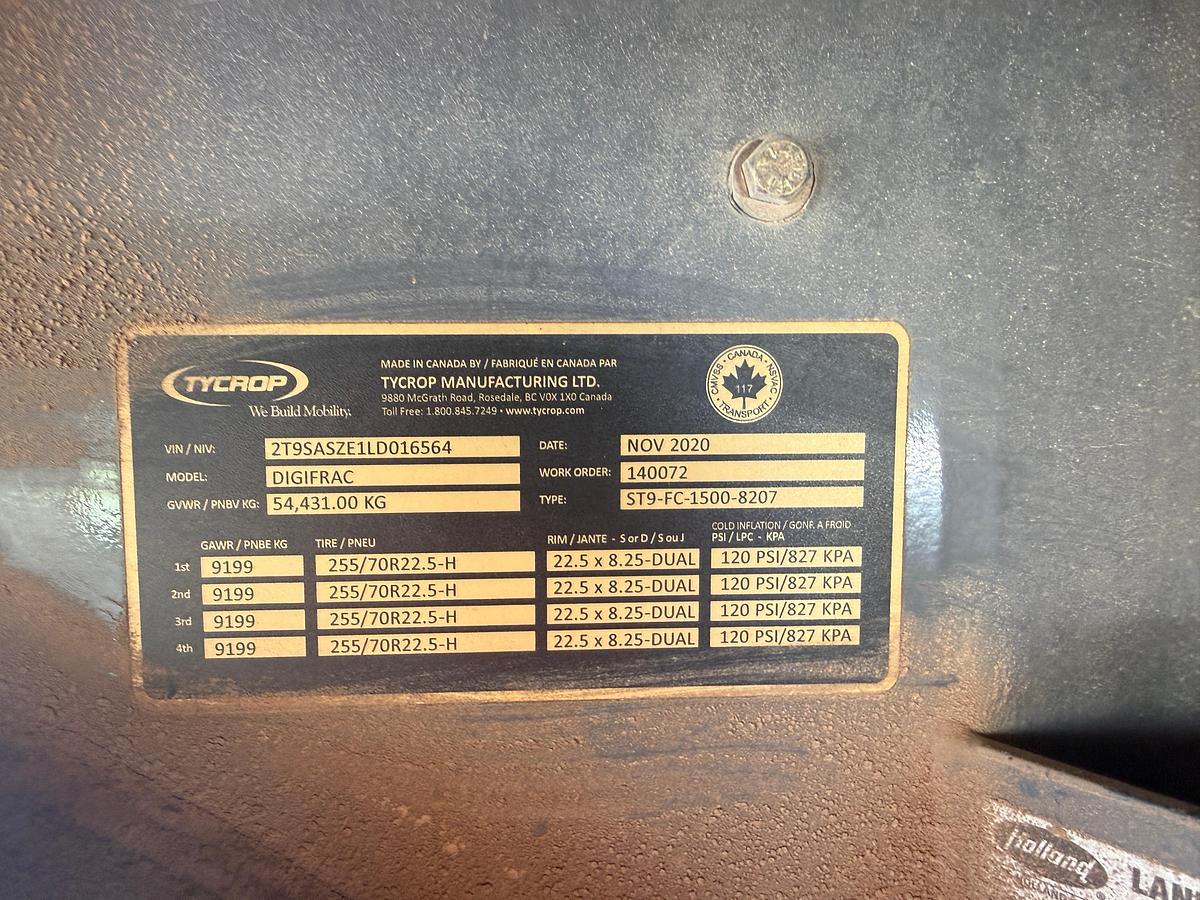 TYCROP
We Build Mobility.
MADE IN CANADA BY / FABRIQUÉ EN CANADA PAR
TYCROP MANUFACTURING LTD.
9880 McGrath Road, Rosedale, BC V0X 1X0 Canada
Toll Free: 1.800.845.7249 • www.tycrop.com
CMVSS • CANADA • NSVAC • TRANSPORT •
117
VIN / NIV: 2T9SASZE1LD016564 DATE: NOV 2020
MODEL: DIGIFRAC WORK ORDER: 140072
GVWR / PNBV KG: 54,431.00 KG TYPE: ST9-FC-1500-8207
GAWR / PNBE KG TIRE / PNEU RIM / JANTE - S or D / S ou J COLD INFLATION / GONF. A FROID
PSI / LPC - KPA
1st 9199 255/70R22.5-H 22.5 x 8.25-DUAL 120 PSI/827 KPA
2nd 9199 255/70R22.5-H 22.5 x 8.25-DUAL 120 PSI/827 KPA
3rd 9199 255/70R22.5-H 22.5 x 8.25-DUAL 120 PSI/827 KPA
4th 9199 255/70R22.5-H 22.5 x 8.25-DUAL 120 PSI/827 KPA
holland
LAN